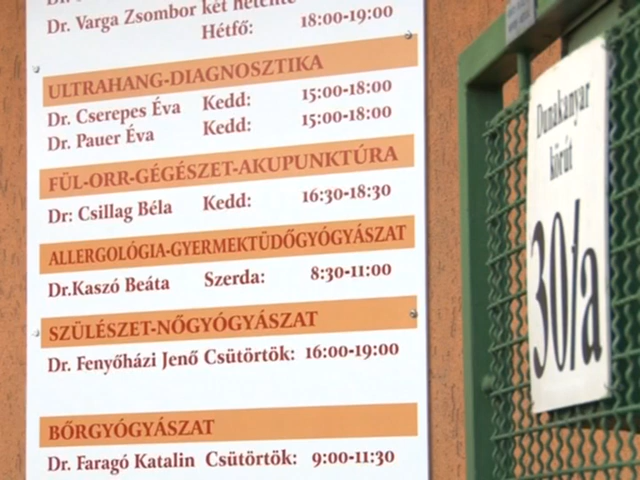 Dr. Varga Zsombor két hetente
Hétfő: 18:00-19:00
ULTRAHANG-DIAGNOSZTIKA
Dr. Cserepes Éva Kedd: 15:00-18:00
Dr. Pauer Éva Kedd: 15:00-18:00
FÜL-ORR-GÉGÉSZET-AKUPUNKTÚRA
Dr: Csillag Béla Kedd: 16:30-18:30
ALLERGOLÓGIA-GYERMEKTÜDŐGYÓGYÁSZAT
Dr.Kaszó Beáta Szerda: 8:30-11:00
SZÜLÉSZET-NŐGYÓGYÁSZAT
Dr. Fenyőházi Jenő Csütörtök: 16:00-19:00
BŐRGYÓGYÁSZAT
Dr. Faragó Katalin Csütörtök: 9:00-11:30
Dunakanyar
körút
30/a